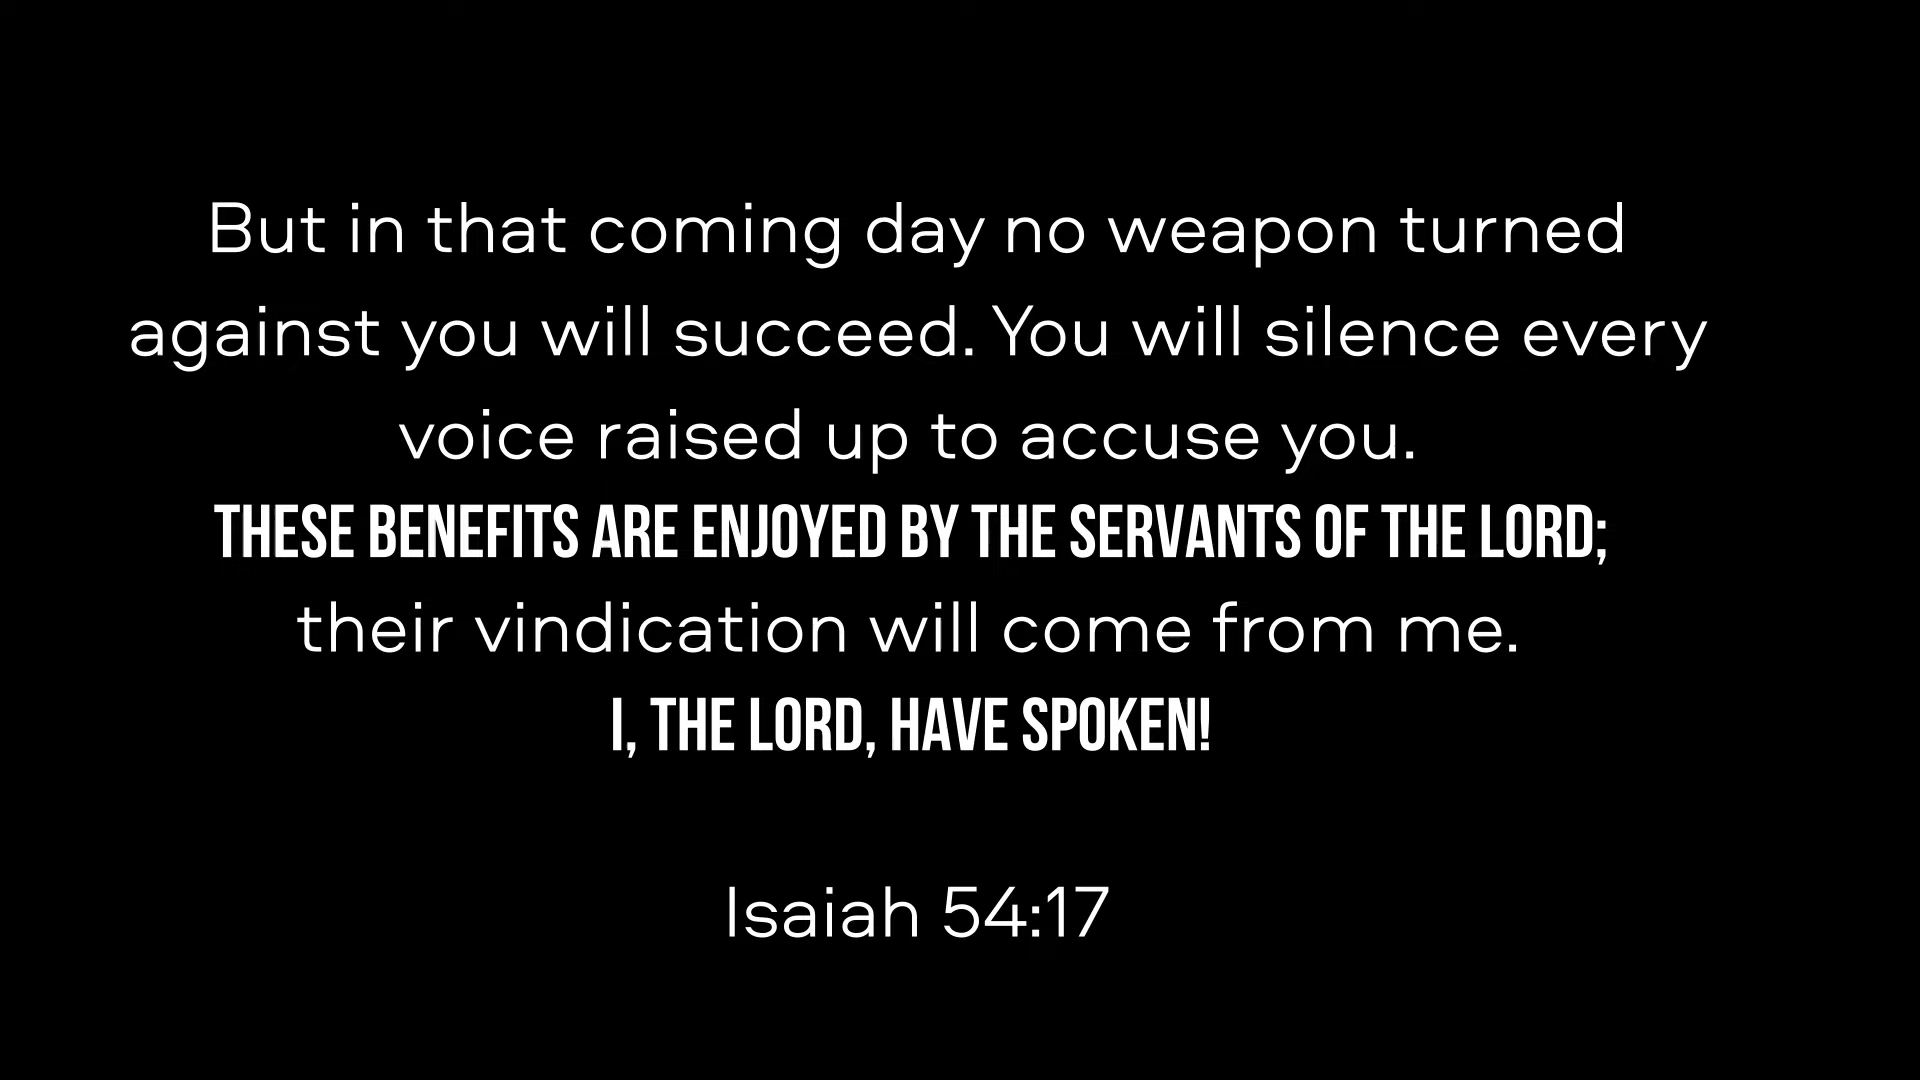 But in that coming day no weapon turned
against you will succeed. You will silence every
voice raised up to accuse you.
THESE BENEFITS ARE ENJOYED BY THE SERVANTS OF THE LORD;
their vindication will come from me.
I, THE LORD, HAVE SPOKEN!
Isaiah 54:17